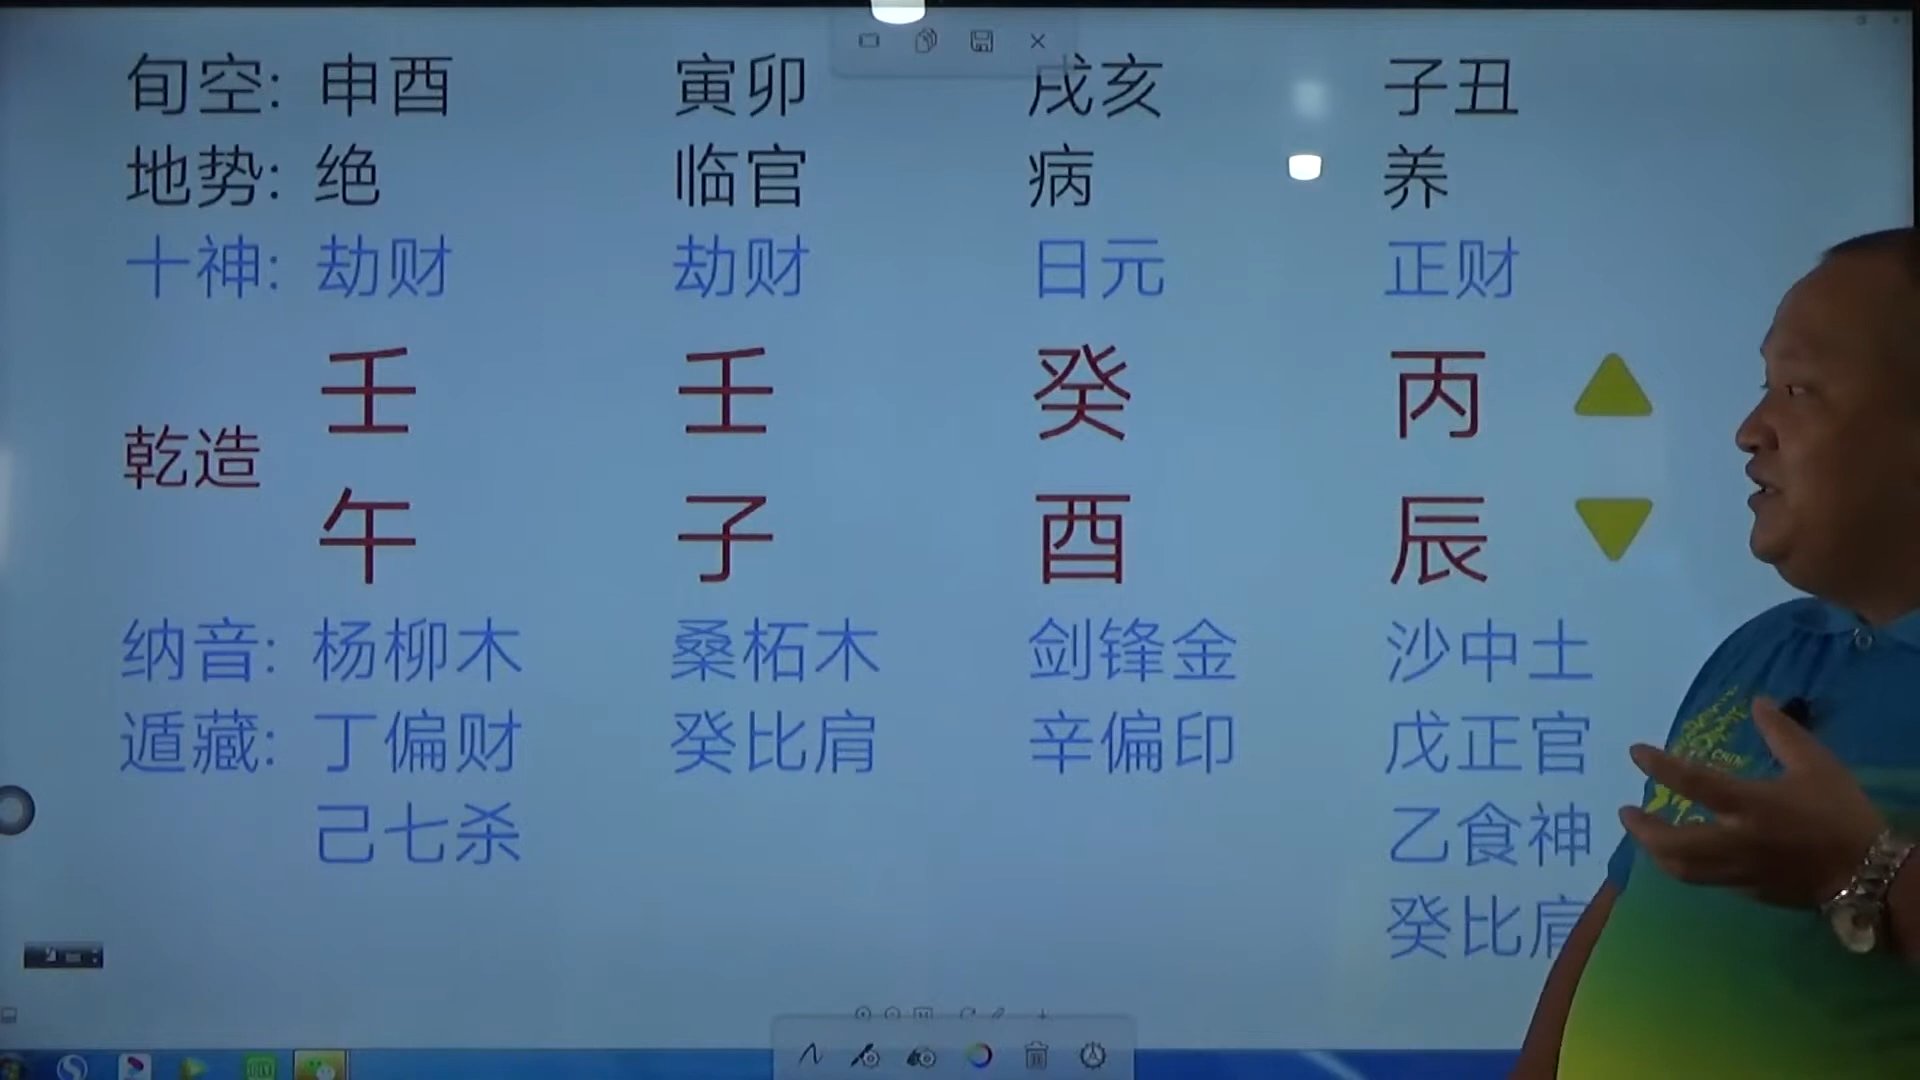 旬空: 申酉 寅卯 戌亥 子丑
地势: 绝 临官 病 养
十神: 劫财 劫财 日元 正财
壬 壬 癸 丙
乾造
午 子 酉 辰
纳音: 杨柳木 桑柘木 剑锋金 沙中土
遁藏: 丁偏财 癸比肩 辛偏印 戊正官
己七杀 乙食神
癸比肩